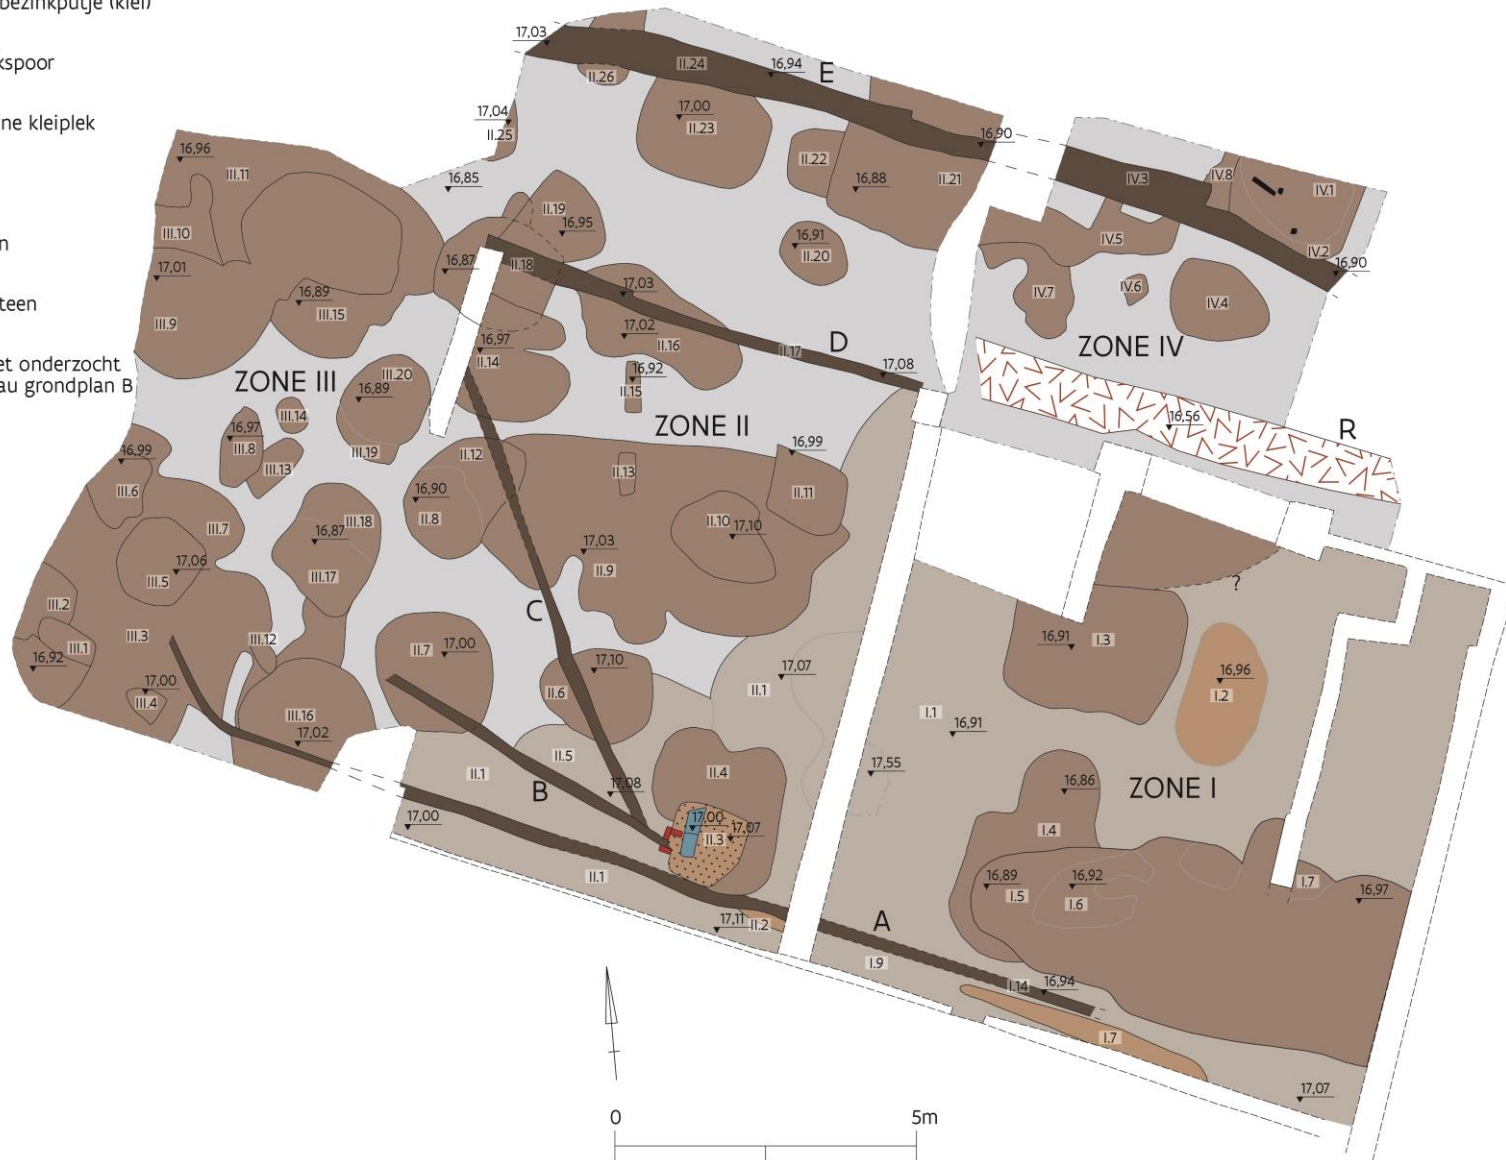 bezinkputje (klei)
kspoor
ne kleiplek
n
teen
et onderzocht
au grondplan B
17,03
II.24
16,94
E
II.26
17,04
II.25
17,00
II.23
II.22
16,88
II.21
16,90
IV.3
IV.8
IV.1
IV.2
16,90
IV.5
IV.6
IV.7
IV.4
ZONE IV
16,56
R
16,96
III.11
III.10
17,01
III.9
16,89
III.15
16,85
16,87
II.19
16,95
II.18
16,91
II.20
17,03
17,02
II.16
D
II.17
17,08
16,97
II.14
16,92
II.15
ZONE III
ZONE II
III.20
16,89
III.19
III.14
16,97
III.8
III.13
16,99
III.6
III.7
17,06
III.5
III.18
16,87
III.17
II.12
16,90
II.8
II.13
16,99
II.11
II.10
17,10
17,03
II.9
III.2
III.1
III.3
16,92
17,00
III.4
III.12
III.16
17,02
C
II.7
17,00
17,10
II.6
17,07
II.1
II.5
II.1
B
17,08
II.4
17,00
17,07
II.3
17,00
II.1
17,11
II.2
?
16,91
I.3
16,96
I.2
I.1
16,91
17,55
ZONE I
16,86
I.4
16,89
I.5
16,92
I.6
I.7
16,97
A
I.9
I.14
16,94
I.7
17,07
0
5m